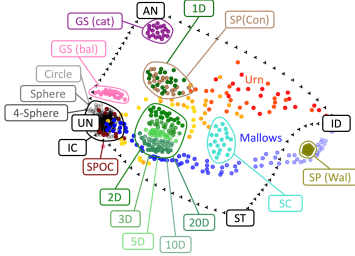 AN
1D
GS (cat)
SP(Con)
GS (bal)
Urn
Circle
Sphere
4-Sphere
UN
ID
IC
Mallows
SPOC
SP (Wal)
SC
2D
ST
3D
20D
5D
10D